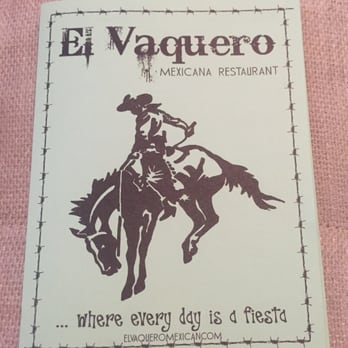 El Vaquero
MEXICANA RESTAURANT
... where every day is a fiesta
ELVAQUEROMEXICAN.COM